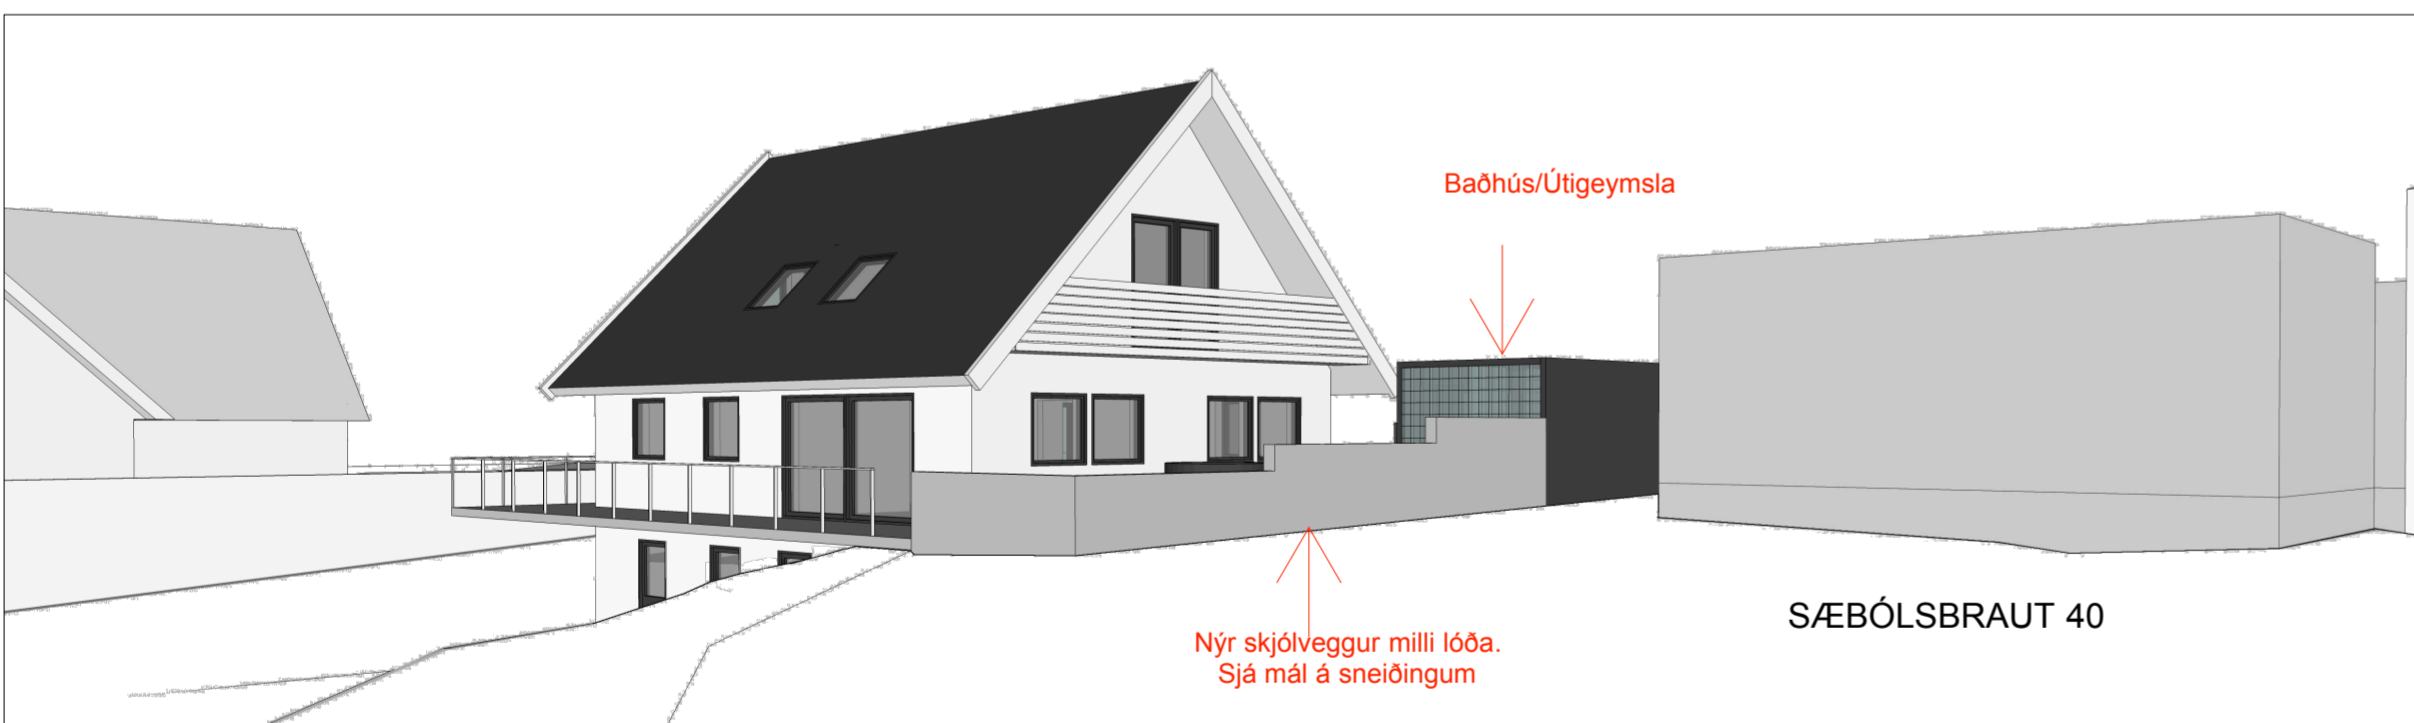 Baðhús/Útigeymsla
SÆBÓLSBRAUT 40
Nýr skjólveggur milli lóða.
Sjá mál á sneiðingum